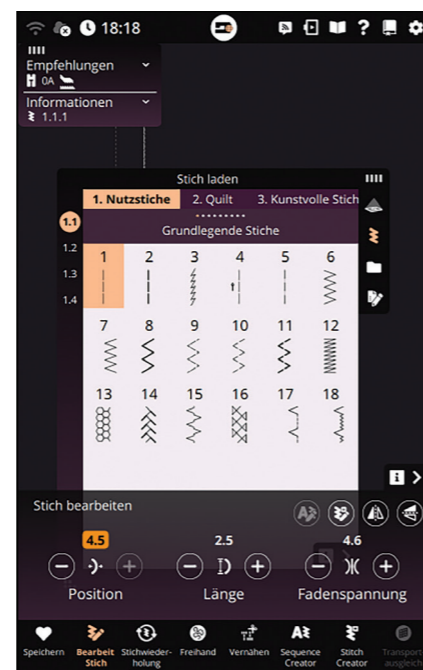 18:18
?
Empfehlungen
0A
Informationen
1.1.1
Stich laden
1. Nutzstiche 2. Quilt 3. Kunstvolle Stich
1.1
Grundlegende Stiche
1.2
1.3
1.4
1 2 3 4 5 6
7 8 9 10 11 12
13 14 15 16 17 18
i
Stich bearbeiten
4.5 2.5 4.6
Position Länge Fadenspannung
Speichern Bearbeit Stich Stichwieder-holung Freihand Vernähen Sequence Creator Stitch Creator Transport ausgleich